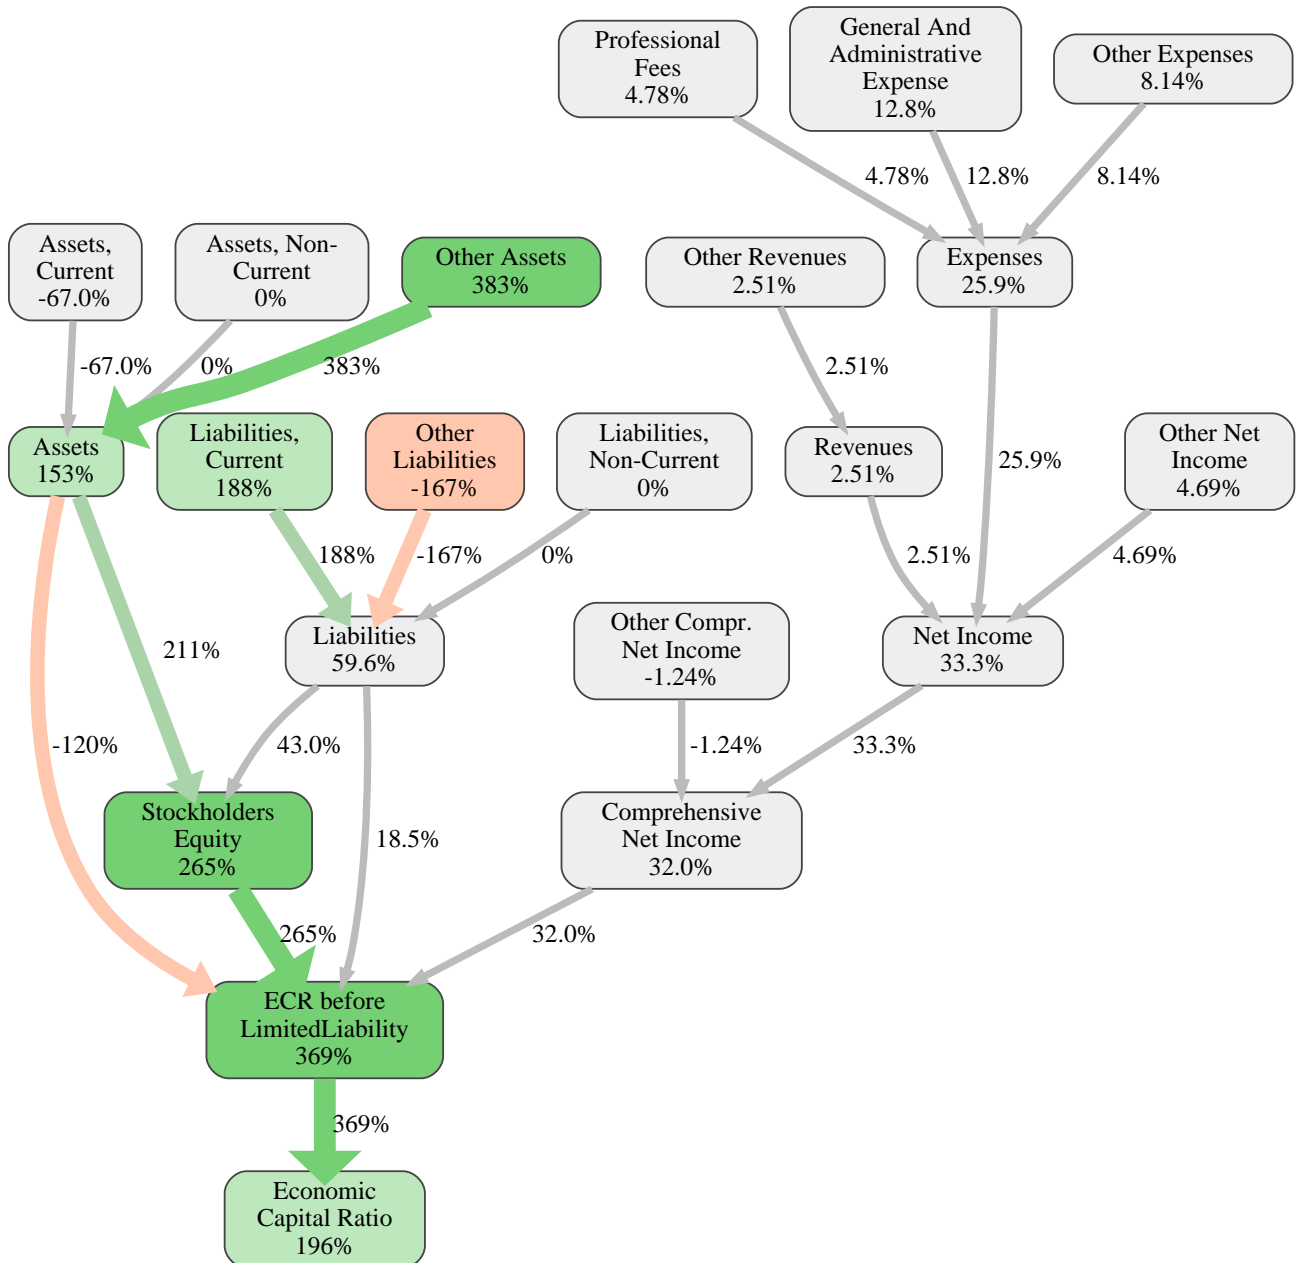 Professional
Fees
4.78%
General And
Administrative
Expense
12.8%
Other Expenses
8.14%
4.78%
12.8%
8.14%
Assets,
Current
-67.0%
Assets, Non-
Current
0%
Other Assets
383%
Other Revenues
2.51%
Expenses
25.9%
-67.0%
0%
383%
2.51%
Assets
153%
Liabilities,
Current
188%
Other
Liabilities
-167%
Liabilities,
Non-Current
0%
Revenues
2.51%
25.9%
Other Net
Income
4.69%
188%
-167%
0%
2.51%
4.69%
211%
Liabilities
59.6%
Other Compr.
Net Income
-1.24%
Net Income
33.3%
-120%
43.0%
-1.24%
33.3%
Stockholders
Equity
265%
18.5%
Comprehensive
Net Income
32.0%
265%
32.0%
ECR before
LimitedLiability
369%
369%
Economic
Capital Ratio
196%